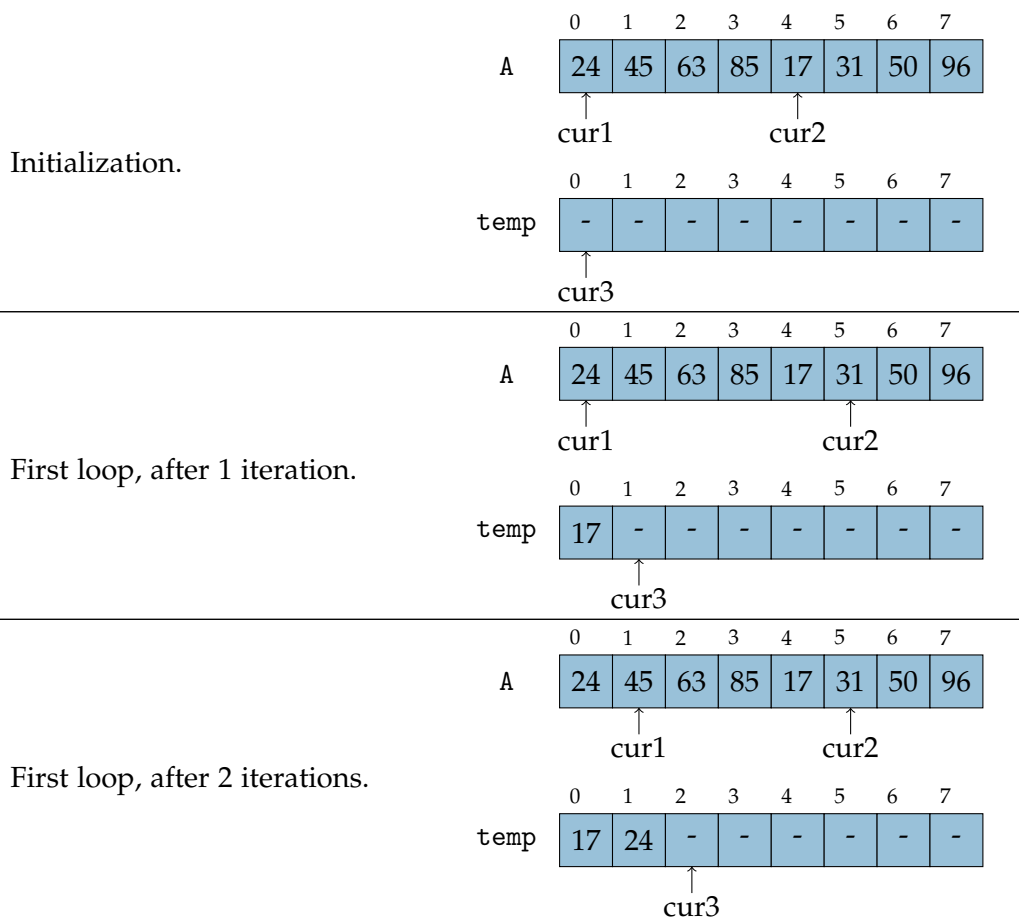 0 1 2 3 4 5 6 7
A 24 45 63 85 17 31 50 96
cur1 cur2
Initialization.
0 1 2 3 4 5 6 7
temp - - - - - - - -
cur3
0 1 2 3 4 5 6 7
A 24 45 63 85 17 31 50 96
cur1 cur2
First loop, after 1 iteration.
0 1 2 3 4 5 6 7
temp 17 - - - - - - -
cur3
0 1 2 3 4 5 6 7
A 24 45 63 85 17 31 50 96
cur1 cur2
First loop, after 2 iterations.
0 1 2 3 4 5 6 7
temp 17 24 - - - - - -
cur3